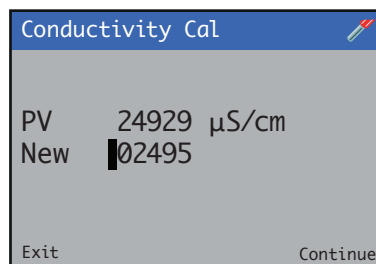 Conductivity Cal
PV 24929 µS/cm
New 02495
Exit Continue